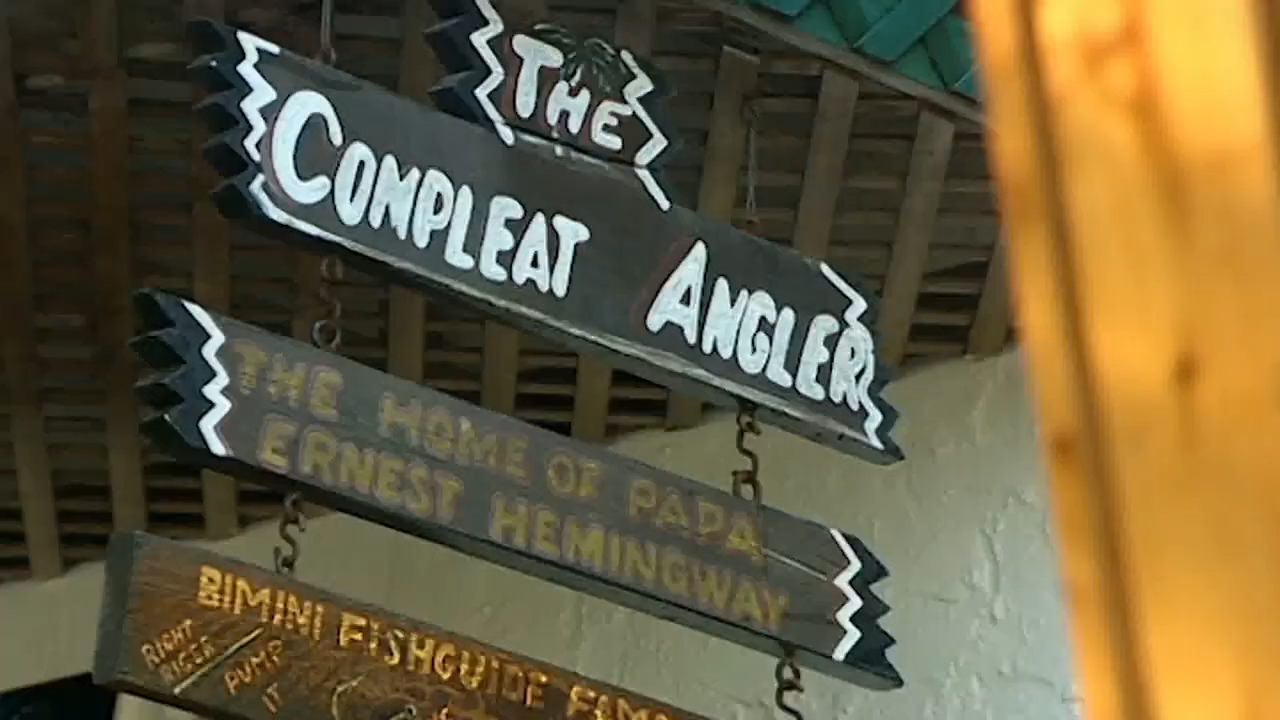 THE
COMPLEAT ANGLER
THE HOME OF PAPA
ERNEST HEMINGWAY
BIMINI FISHGUIDE
RIGHT
RIGGER
PUMP
IT